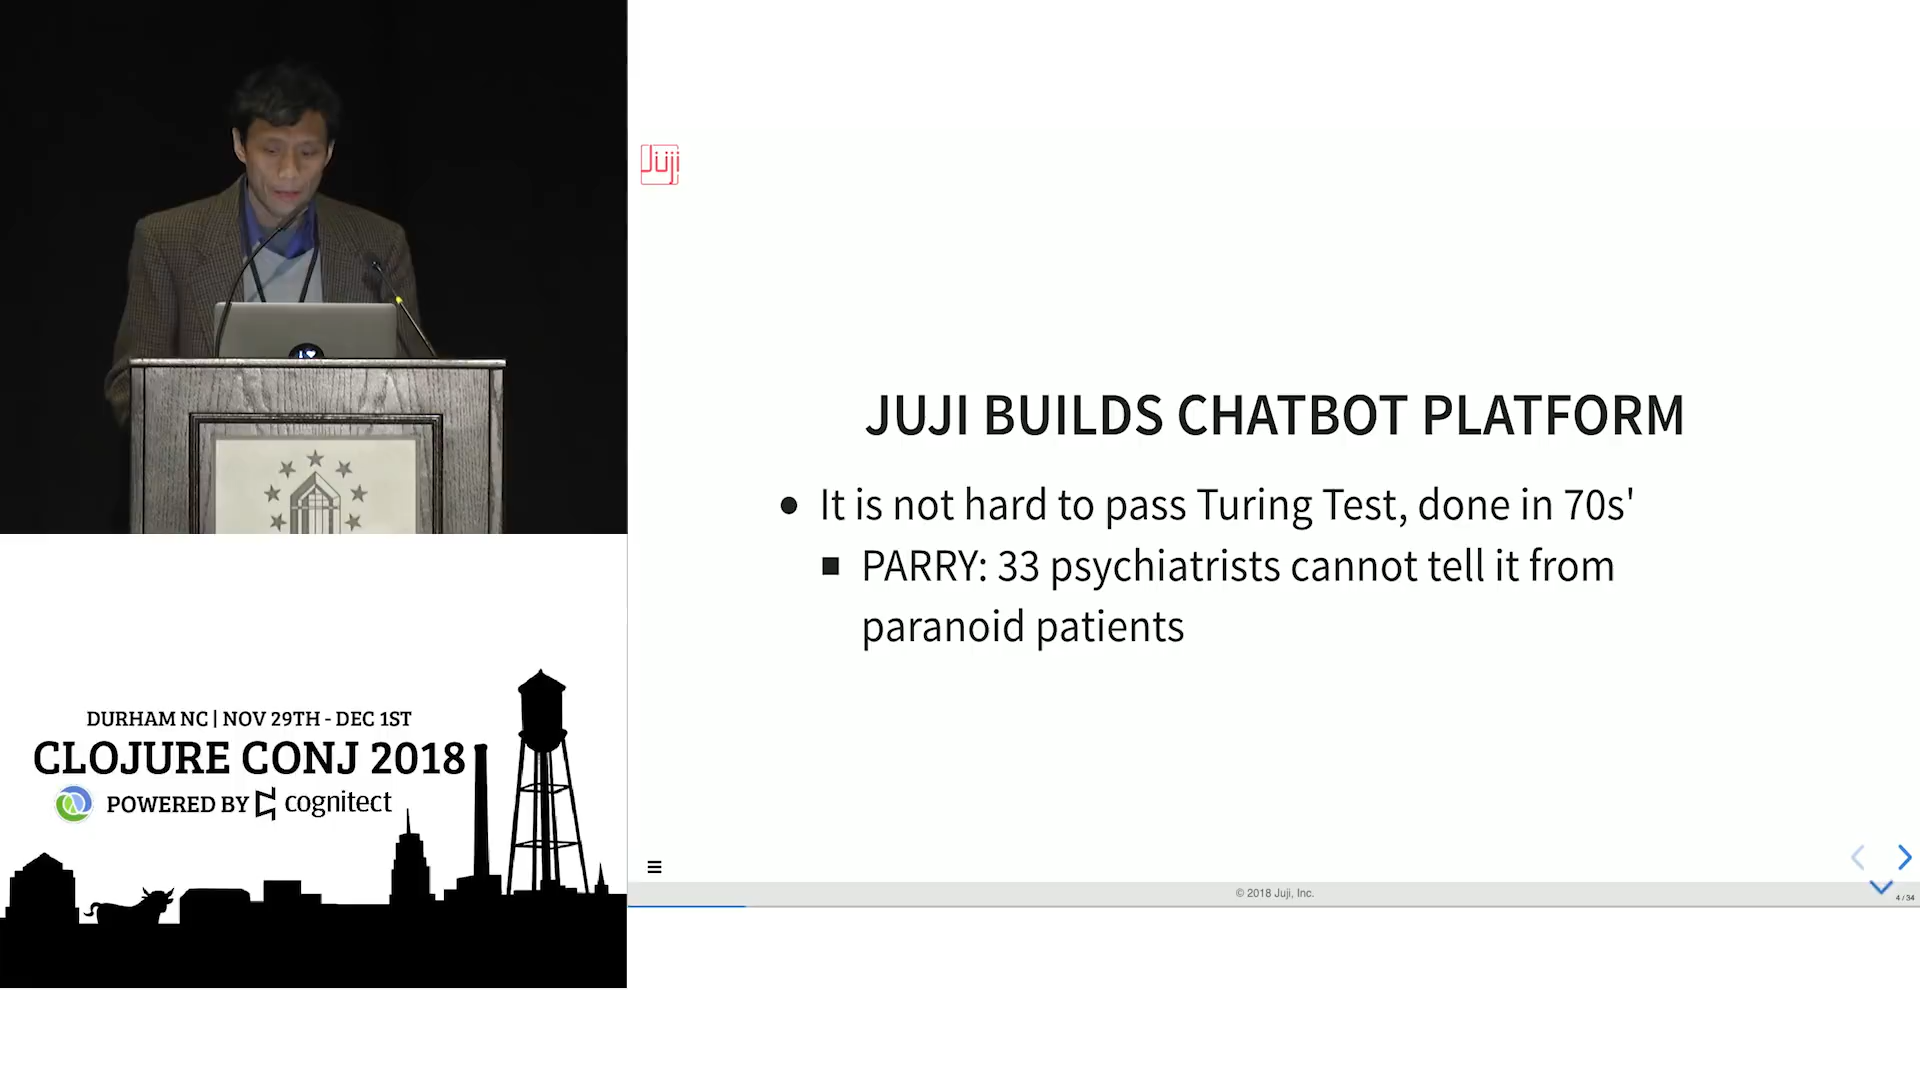 Juji
JUJI BUILDS CHATBOT PLATFORM
● It is not hard to pass Turing Test, done in 70s'
■ PARRY: 33 psychiatrists cannot tell it from
paranoid patients
DURHAM NC | NOV 29TH - DEC 1ST
CLOJURE CONJ 2018
POWERED BY cognitect
© 2018 Juji, Inc.
4 / 34